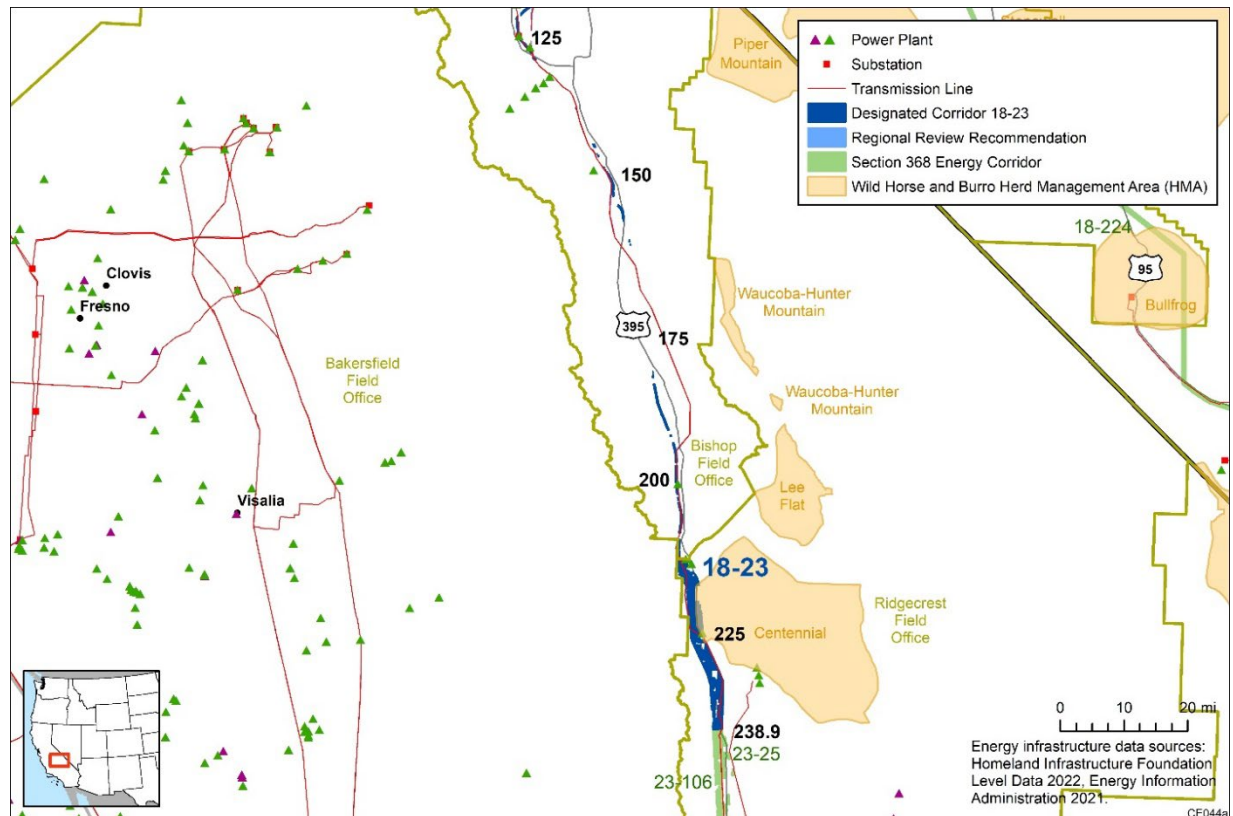 125
Piper
Mountain
Power Plant
Substation
Transmission Line
Designated Corridor 18-23
Regional Review Recommendation
Section 368 Energy Corridor
Wild Horse and Burro Herd Management Area (HMA)
150
18-224
95
Bullfrog
Clovis
Fresno
Waucoba-Hunter
Mountain
395
175
Bakersfield
Field
Office
Waucoba-Hunter
Mountain
Bishop
Field
Office
200
Lee
Flat
Visalia
18-23
Ridgecrest
Field
Office
225
Centennial
238.9
23-25
23-106
0 10 20 mi
Energy infrastructure data sources:
Homeland Infrastructure Foundation
Level Data 2022, Energy Information
Administration 2021.
CE044a